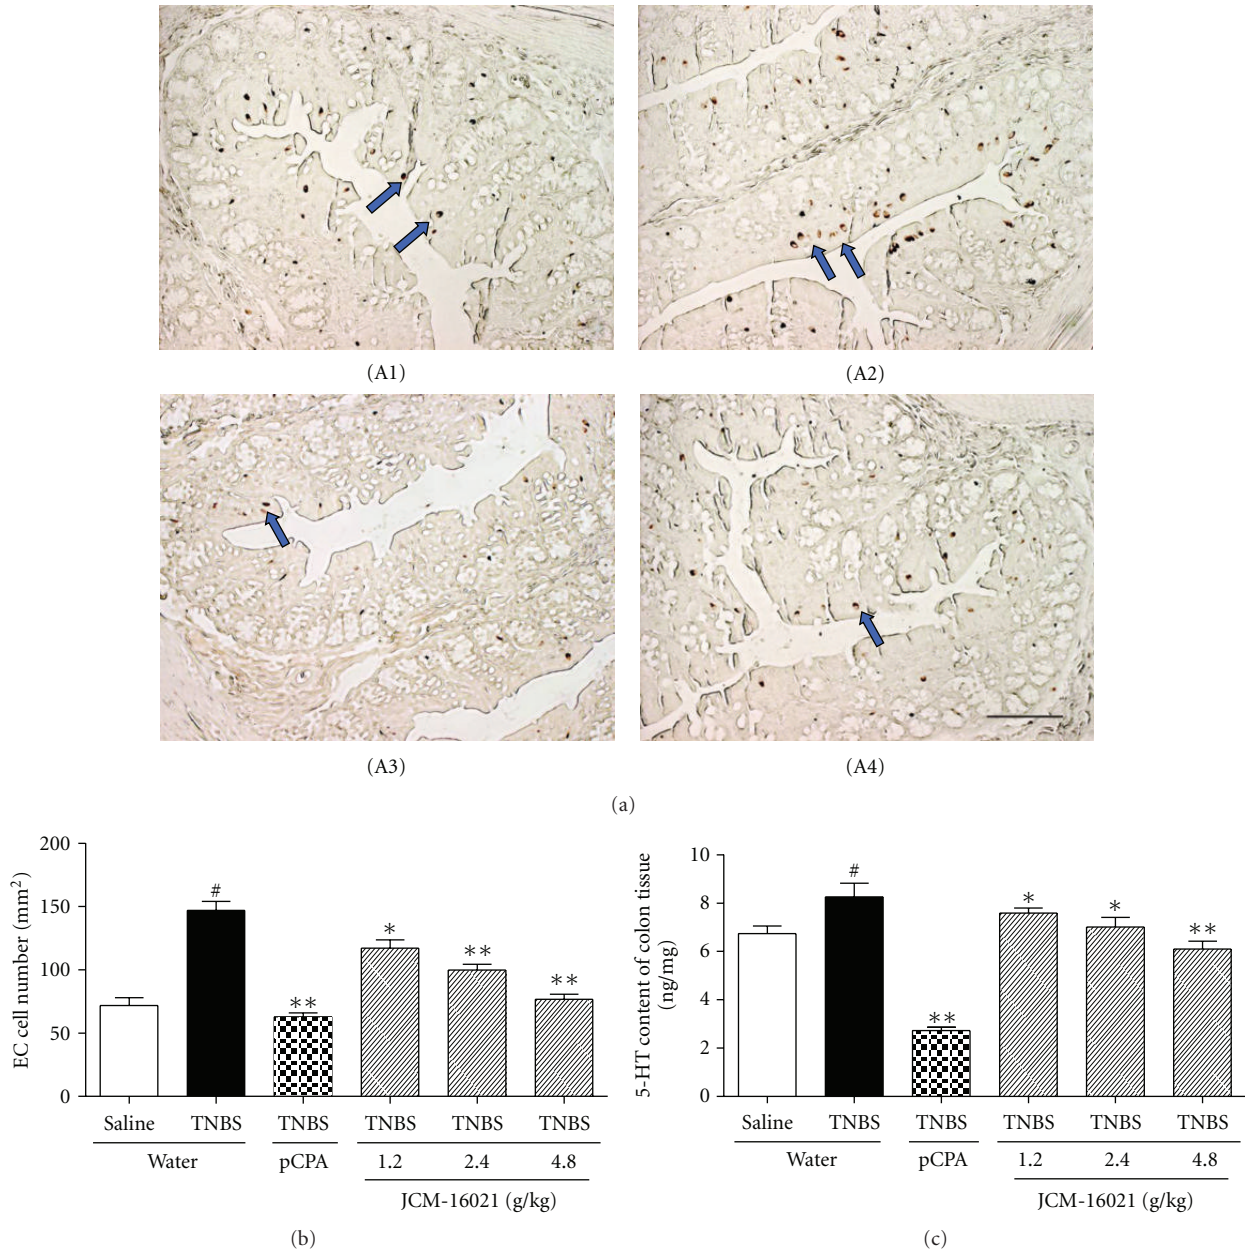 (A1)
(A2)
(A3)
(A4)
(a)
EC cell number (mm²)
200
150
100
50
0
#
**
*
**
**
Saline TNBS TNBS TNBS TNBS TNBS
Water pCPA 1.2 2.4 4.8
JCM-16021 (g/kg)
(b)
5-HT content of colon tissue
(ng/mg)
10
8
6
4
2
0
#
**
*
*
**
Saline TNBS TNBS TNBS TNBS TNBS
Water pCPA 1.2 2.4 4.8
JCM-16021 (g/kg)
(c)